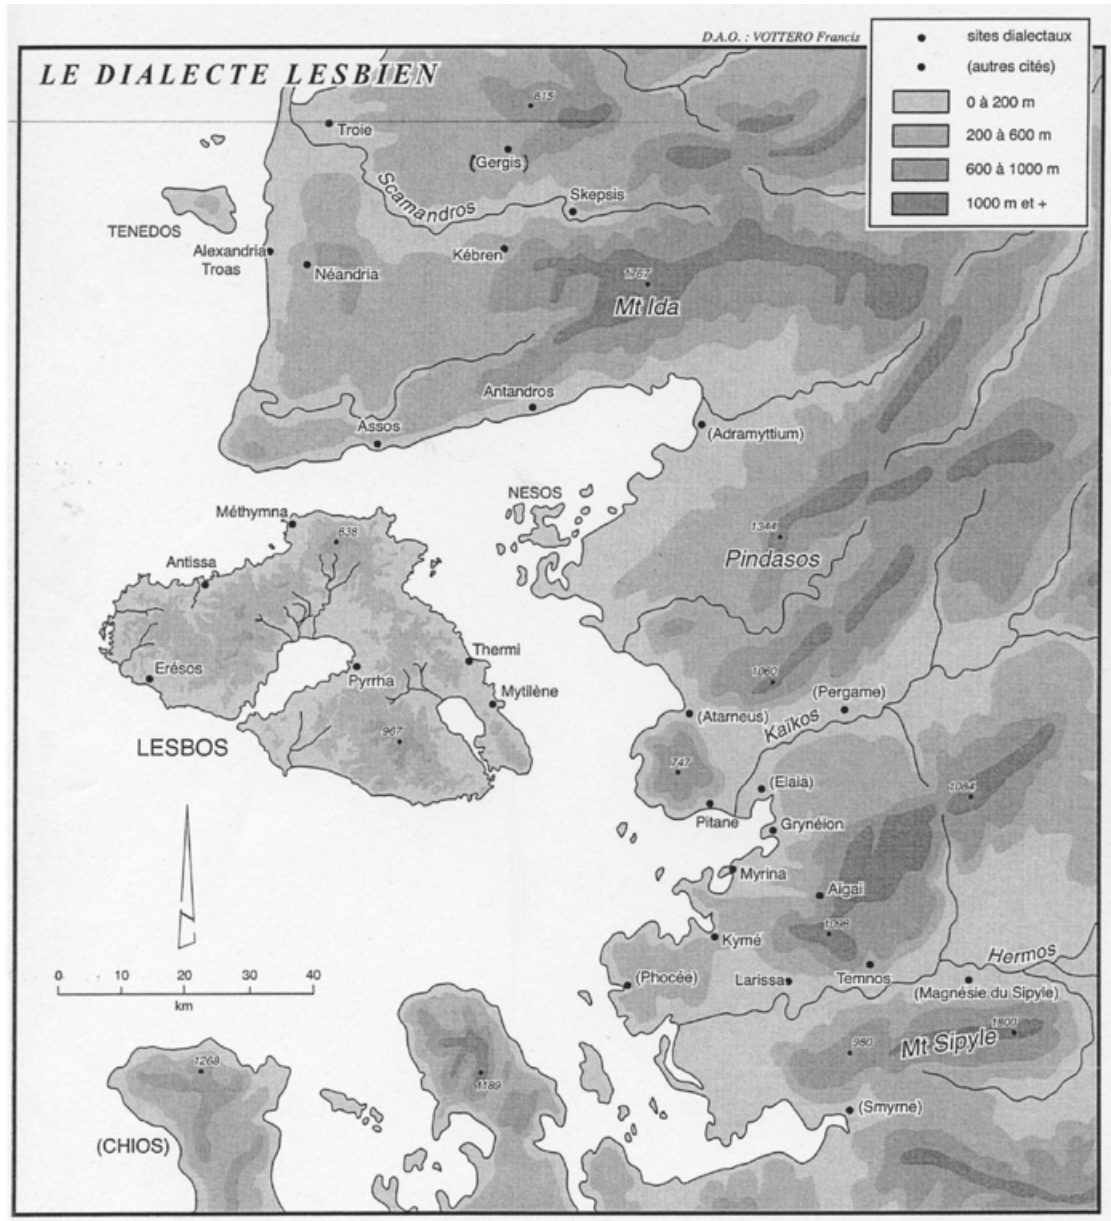 D.A.O. : VOTTERO Francis
LE DIALECTE LESBIEN
sites dialectaux
(autres cités)
0 à 200 m
200 à 600 m
600 à 1000 m
1000 m et +
815
Troie
(Gergis)
Scamandros
Skepsis
TENEDOS
Alexandria
Troas
Néandria
Kébren
1767
Mt Ida
Antandros
Assos
(Adramyttium)
NESOS
Méthymna
838
Antissa
1344
Pindasos
Thermi
Erésos
Pyrrha
Mytilène
1060
(Pergame)
(Atarneus)
Kaïkos
LESBOS
967
747
(Elaia)
1084
Pitane
Grynéion
Myrina
Aigai
1098
Kymé
Hermos
0 10 20 30 40
km
(Phocée)
Larissa
Temnos
(Magnésie du Sipyle)
1800
Mt Sipyle
980
1268
1189
(Smyrne)
(CHIOS)